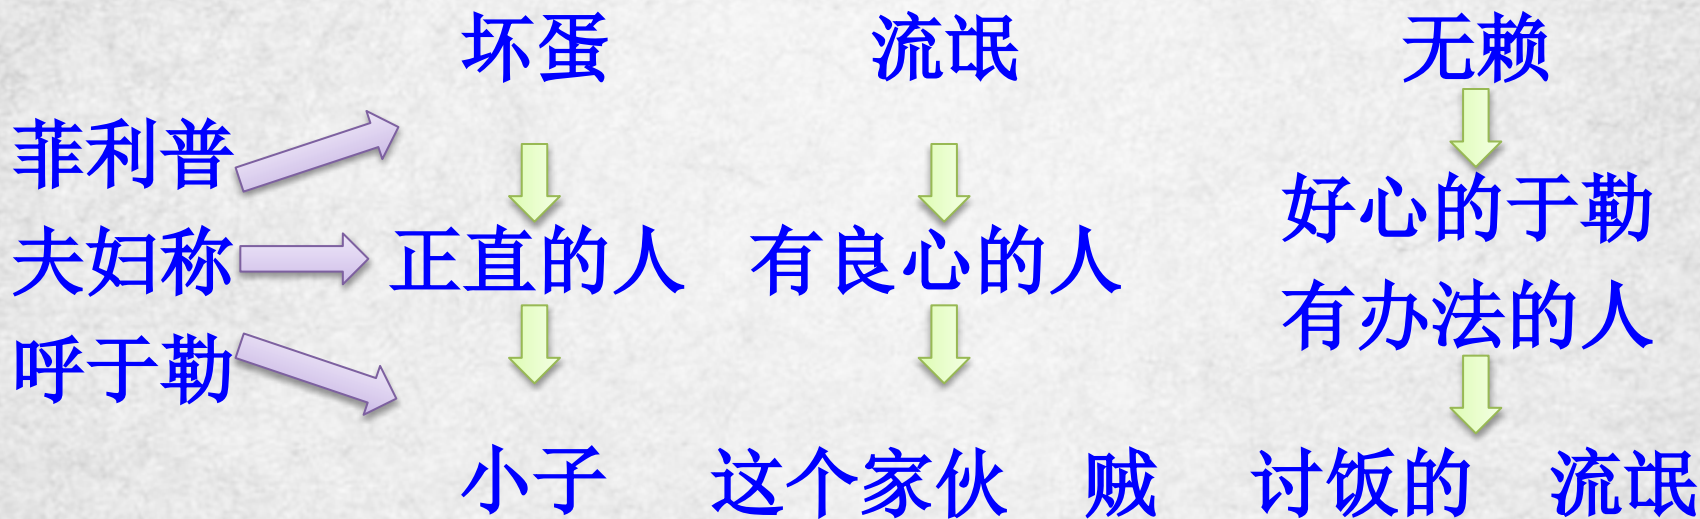 坏蛋 流氓 无赖
菲利普
夫妇称
呼于勒
正直的人 有良心的人
好心的于勒
有办法的人
小子 这个家伙 贼 讨饭的 流氓